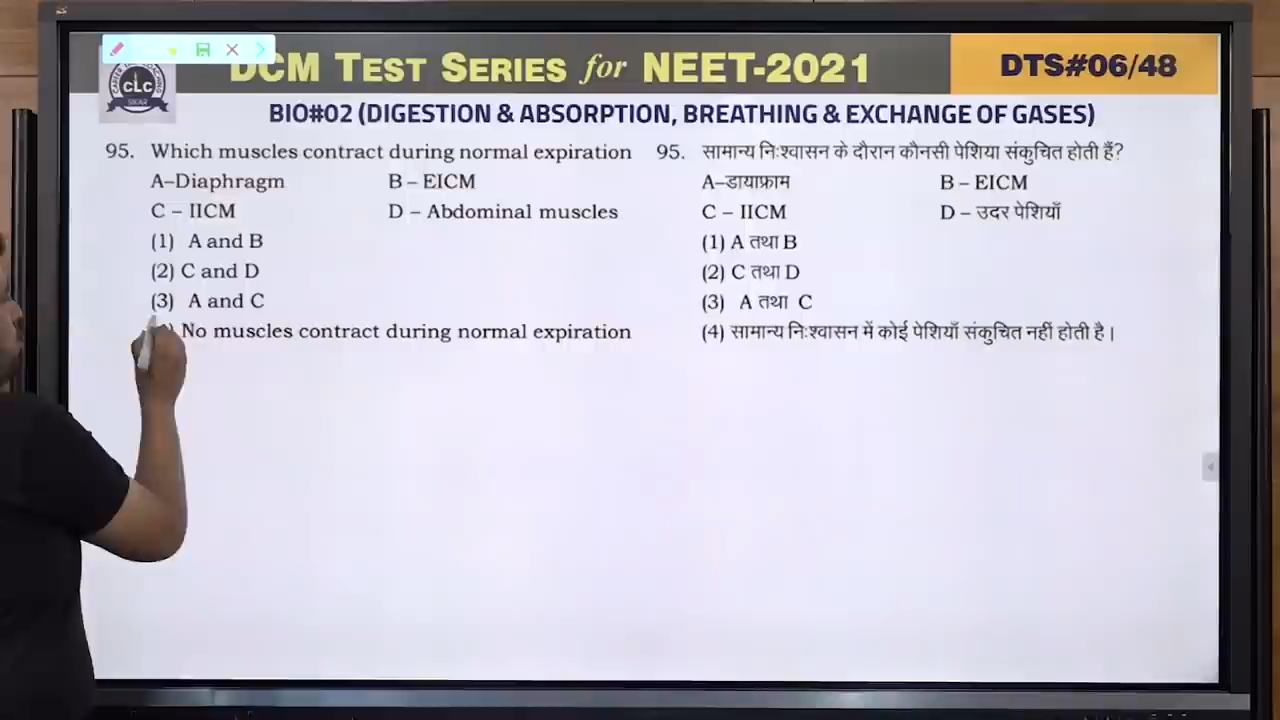 DCM TEST SERIES for NEET-2021
DTS#06/48
CLC
SIKAR
BIO#02 (DIGESTION & ABSORPTION, BREATHING & EXCHANGE OF GASES)
95. Which muscles contract during normal expiration
A–Diaphragm B – EICM
C – IICM D – Abdominal muscles
(1) A and B
(2) C and D
(3) A and C
No muscles contract during normal expiration
95. सामान्य निःश्वासन के दौरान कौनसी पेशिया संकुचित होती हैं?
A–डायाफ्राम B – EICM
C – IICM D – उदर पेशियाँ
(1) A तथा B
(2) C तथा D
(3) A तथा C
(4) सामान्य निःश्वासन में कोई पेशियाँ संकुचित नहीं होती है।